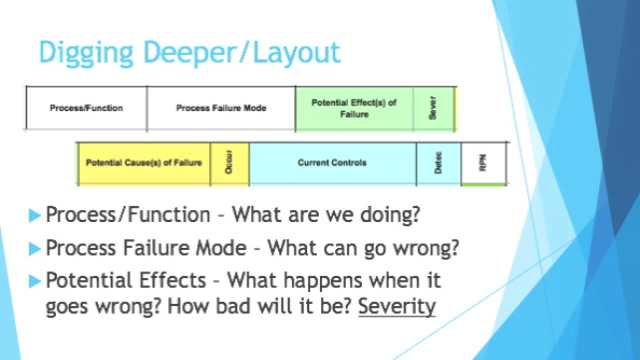 Digging Deeper/Layout
Process/Function
Process Failure Mode
Potential Effect(s) of
Failure
Sever
Potential Cause(s) of Failure
Occur
Current Controls
Detec
RPN
Process/Function – What are we doing?
Process Failure Mode – What can go wrong?
Potential Effects – What happens when it
goes wrong? How bad will it be? Severity